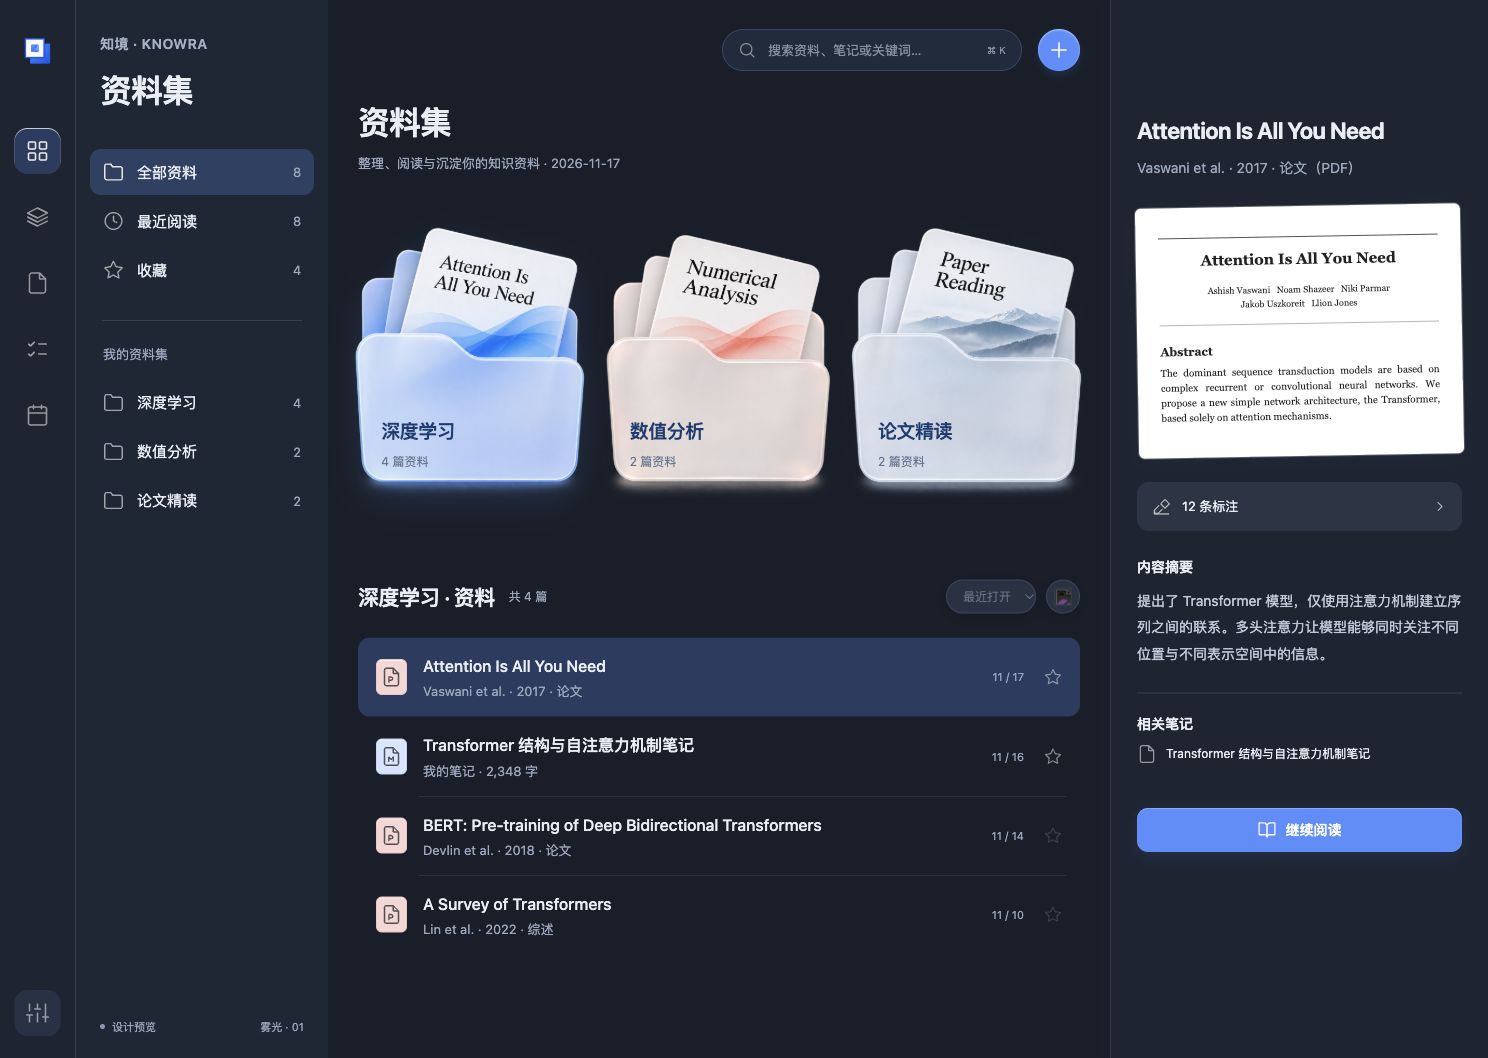 知境 · KNOWRA
资料集
全部资料 8
最近阅读 8
收藏 4
我的资料集
深度学习 4
数值分析 2
论文精读 2
设计预览 雾光 · 01
搜索资料、笔记或关键词... ⌘ K
资料集
整理、阅读与沉淀你的知识资料 · 2026-11-17
Attention Is
All You Need
深度学习
4 篇资料
Numerical
Analysis
数值分析
2 篇资料
Paper
Reading
论文精读
2 篇资料
深度学习 · 资料 共 4 篇
最近打开
P
Attention Is All You Need
Vaswani et al. · 2017 · 论文
11 / 17
M
Transformer 结构与自注意力机制笔记
我的笔记 · 2,348 字
11 / 16
P
BERT: Pre-training of Deep Bidirectional Transformers
Devlin et al. · 2018 · 论文
11 / 14
P
A Survey of Transformers
Lin et al. · 2022 · 综述
11 / 10
Attention Is All You Need
Vaswani et al. · 2017 · 论文（PDF）
Attention Is All You Need
Ashish Vaswani Noam Shazeer Niki Parmar
Jakob Uszkoreit Llion Jones
Abstract
The dominant sequence transduction models are based on
complex recurrent or convolutional neural networks. We
propose a new simple network architecture, the Transformer,
based solely on attention mechanisms.
12 条标注
内容摘要
提出了 Transformer 模型，仅使用注意力机制建立序
列之间的联系。多头注意力让模型能够同时关注不同
位置与不同表示空间中的信息。
相关笔记
Transformer 结构与自注意力机制笔记
继续阅读